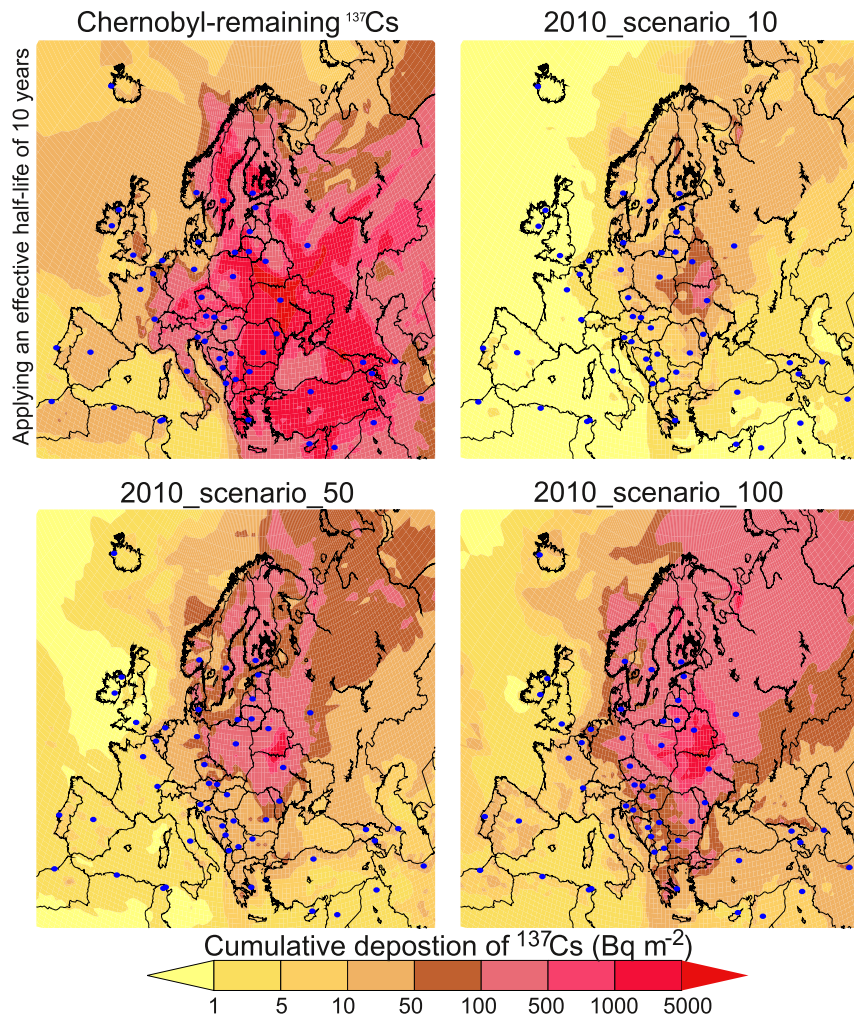 Chernobyl-remaining ¹³⁷Cs
2010_scenario_10
Applying an effective half-life of 10 years
2010_scenario_50
2010_scenario_100
Cumulative depostion of ¹³⁷Cs (Bq m⁻²)
1 5 10 50 100 500 1000 5000